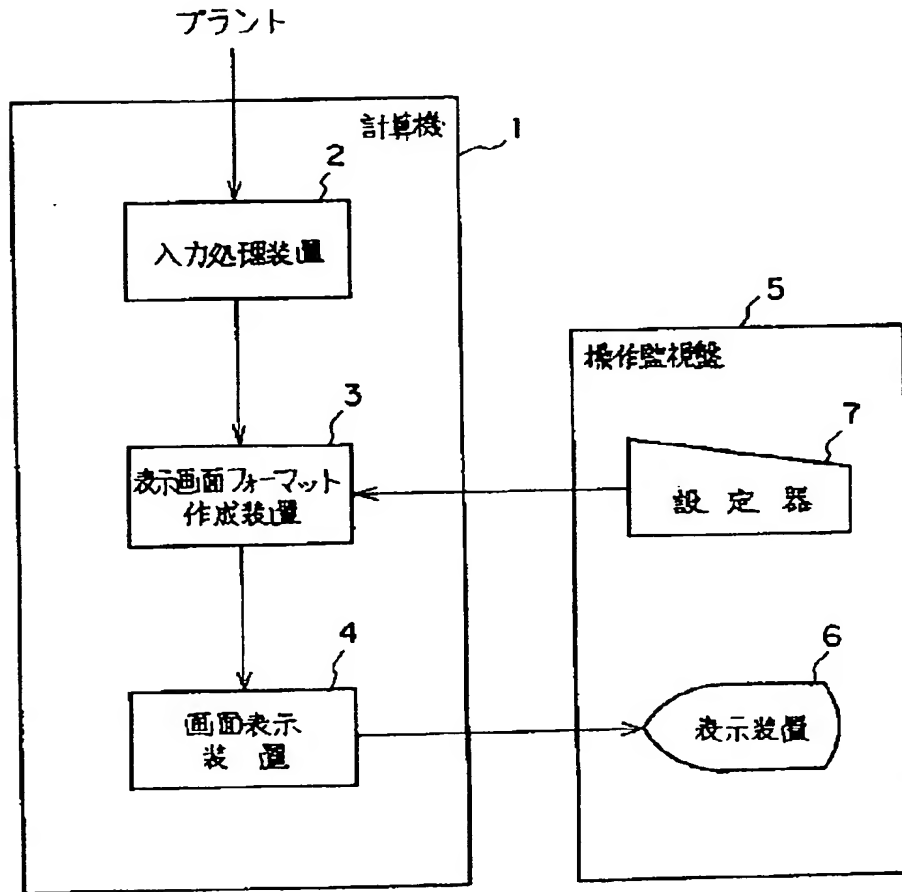 プラント
計算機
1
2
入力処理装置
3
表示画面フォーマット
作成装置
4
画面表示
装置
5
操作監視盤
7
設定器
6
表示装置